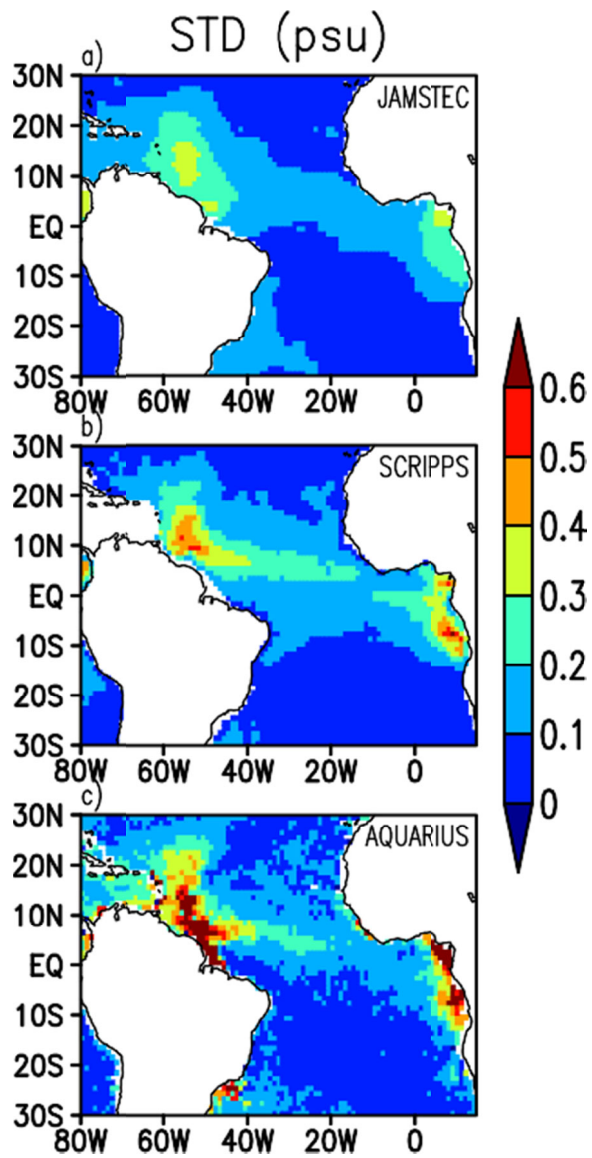 STD (psu)
a)
30N
JAMSTEC
20N
10N
EQ
10S
20S
30S
80W 60W 40W 20W 0
b)
30N
SCRIPPS
20N
10N
EQ
10S
20S
30S
80W 60W 40W 20W 0
c)
30N
AQUARIUS
20N
10N
EQ
10S
20S
30S
80W 60W 40W 20W 0
0.6
0.5
0.4
0.3
0.2
0.1
0